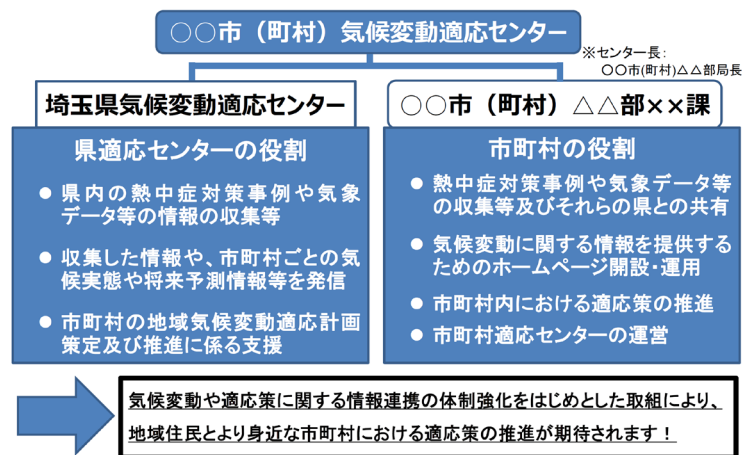 ○○市（町村）気候変動適応センター
※センター長：
○○市(町村)△△部局長
埼玉県気候変動適応センター
○○市（町村）△△部××課
県適応センターの役割
● 県内の熱中症対策事例や気象
データ等の情報の収集等
● 収集した情報や、市町村ごとの気
候実態や将来予測情報等を発信
● 市町村の地域気候変動適応計画
策定及び推進に係る支援
市町村の役割
● 熱中症対策事例や気象データ等
の収集等及びそれらの県との共有
● 気候変動に関する情報を提供する
ためのホームページ開設・運用
● 市町村内における適応策の推進
● 市町村適応センターの運営
気候変動や適応策に関する情報連携の体制強化をはじめとした取組により、
地域住民とより身近な市町村における適応策の推進が期待されます！